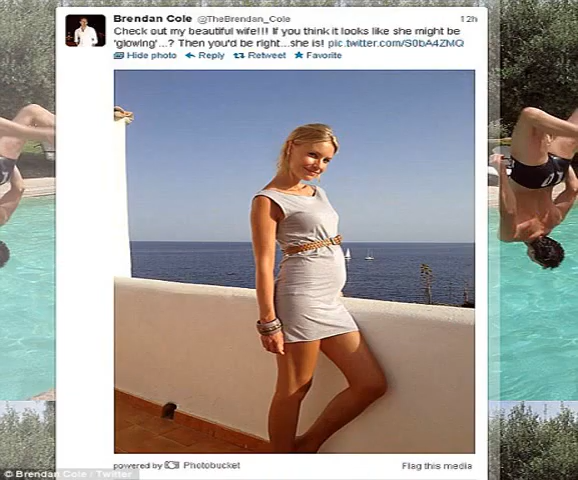 Brendan Cole @TheBrendan_Cole 12h
Check out my beautiful wife!!! If you think it looks like she might be
'glowing'...? Then you'd be right...she is! pic.twitter.com/S0bA4ZMQ
Hide photo Reply Retweet Favorite
powered by Photobucket Flag this media
© Brendan Cole / Twitter